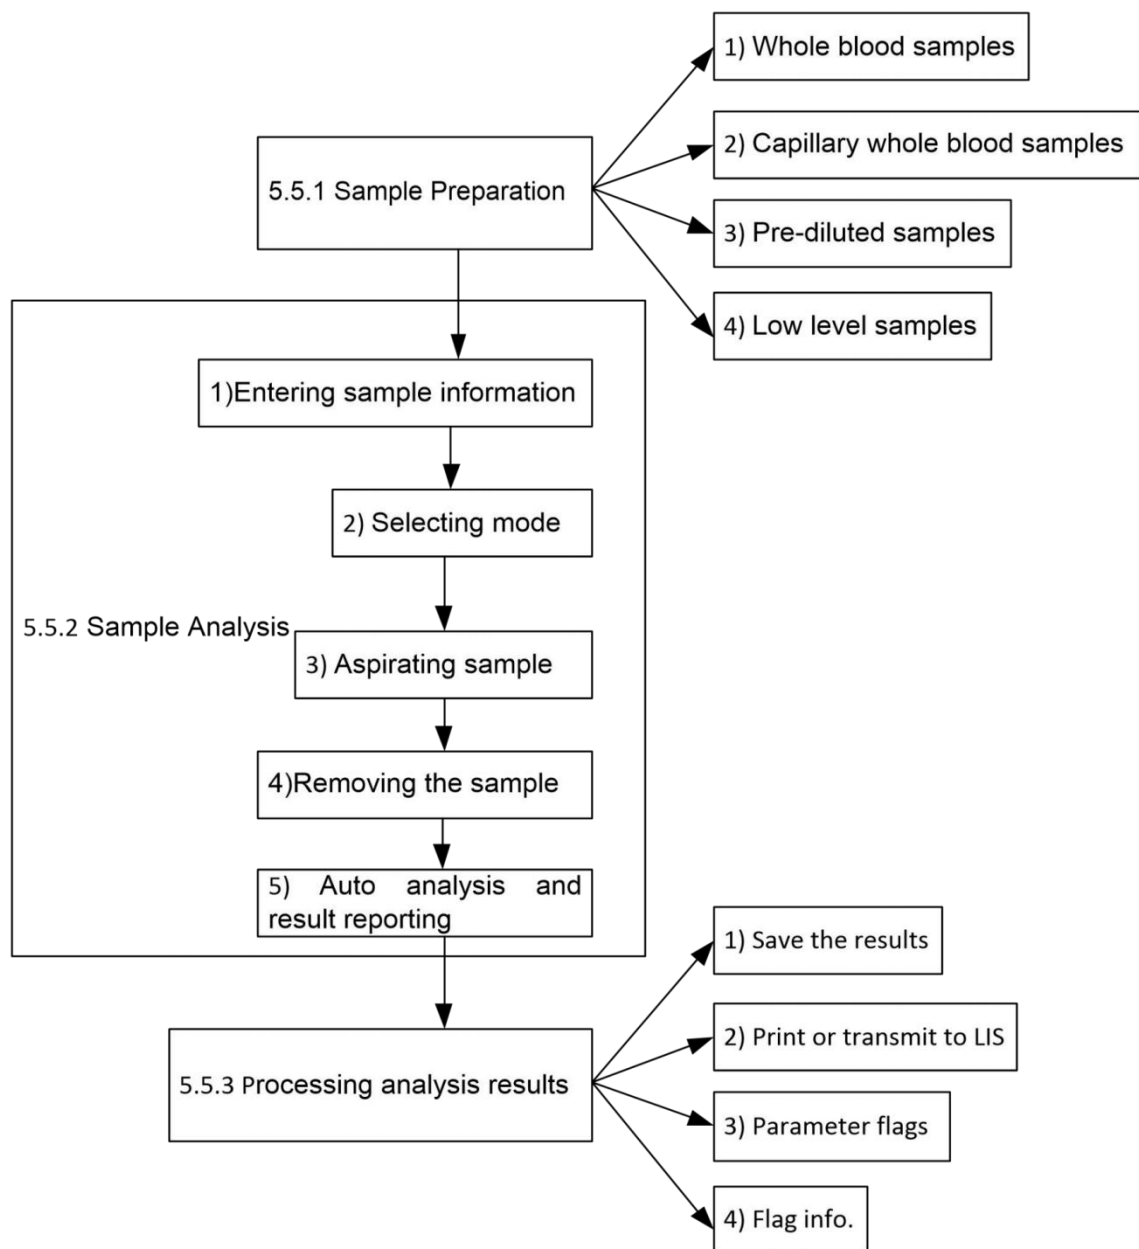 1) Whole blood samples
2) Capillary whole blood samples
5.5.1 Sample Preparation
3) Pre-diluted samples
4) Low level samples
1)Entering sample information
2) Selecting mode
5.5.2 Sample Analysis
3) Aspirating sample
4)Removing the sample
5) Auto analysis and
result reporting
1) Save the results
2) Print or transmit to LIS
5.5.3 Processing analysis results
3) Parameter flags
4) Flag info.